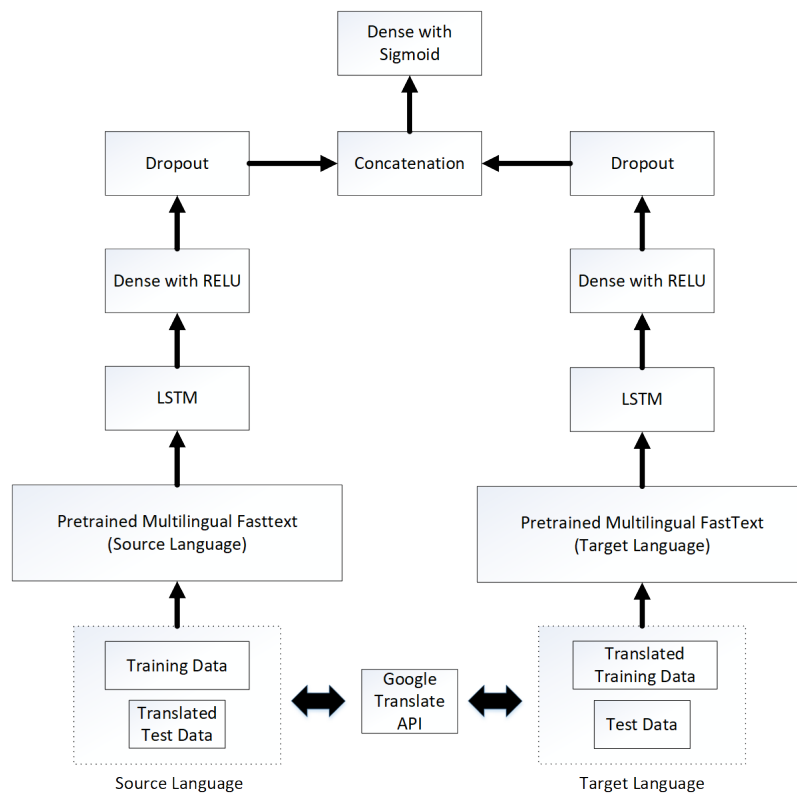 Dense with
Sigmoid
Dropout
Concatenation
Dropout
Dense with RELU
Dense with RELU
LSTM
LSTM
Pretrained Multilingual Fasttext
(Source Language)
Pretrained Multilingual FastText
(Target Language)
Training Data
Translated
Test Data
Google
Translate
API
Translated
Training Data
Test Data
Source Language
Target Language